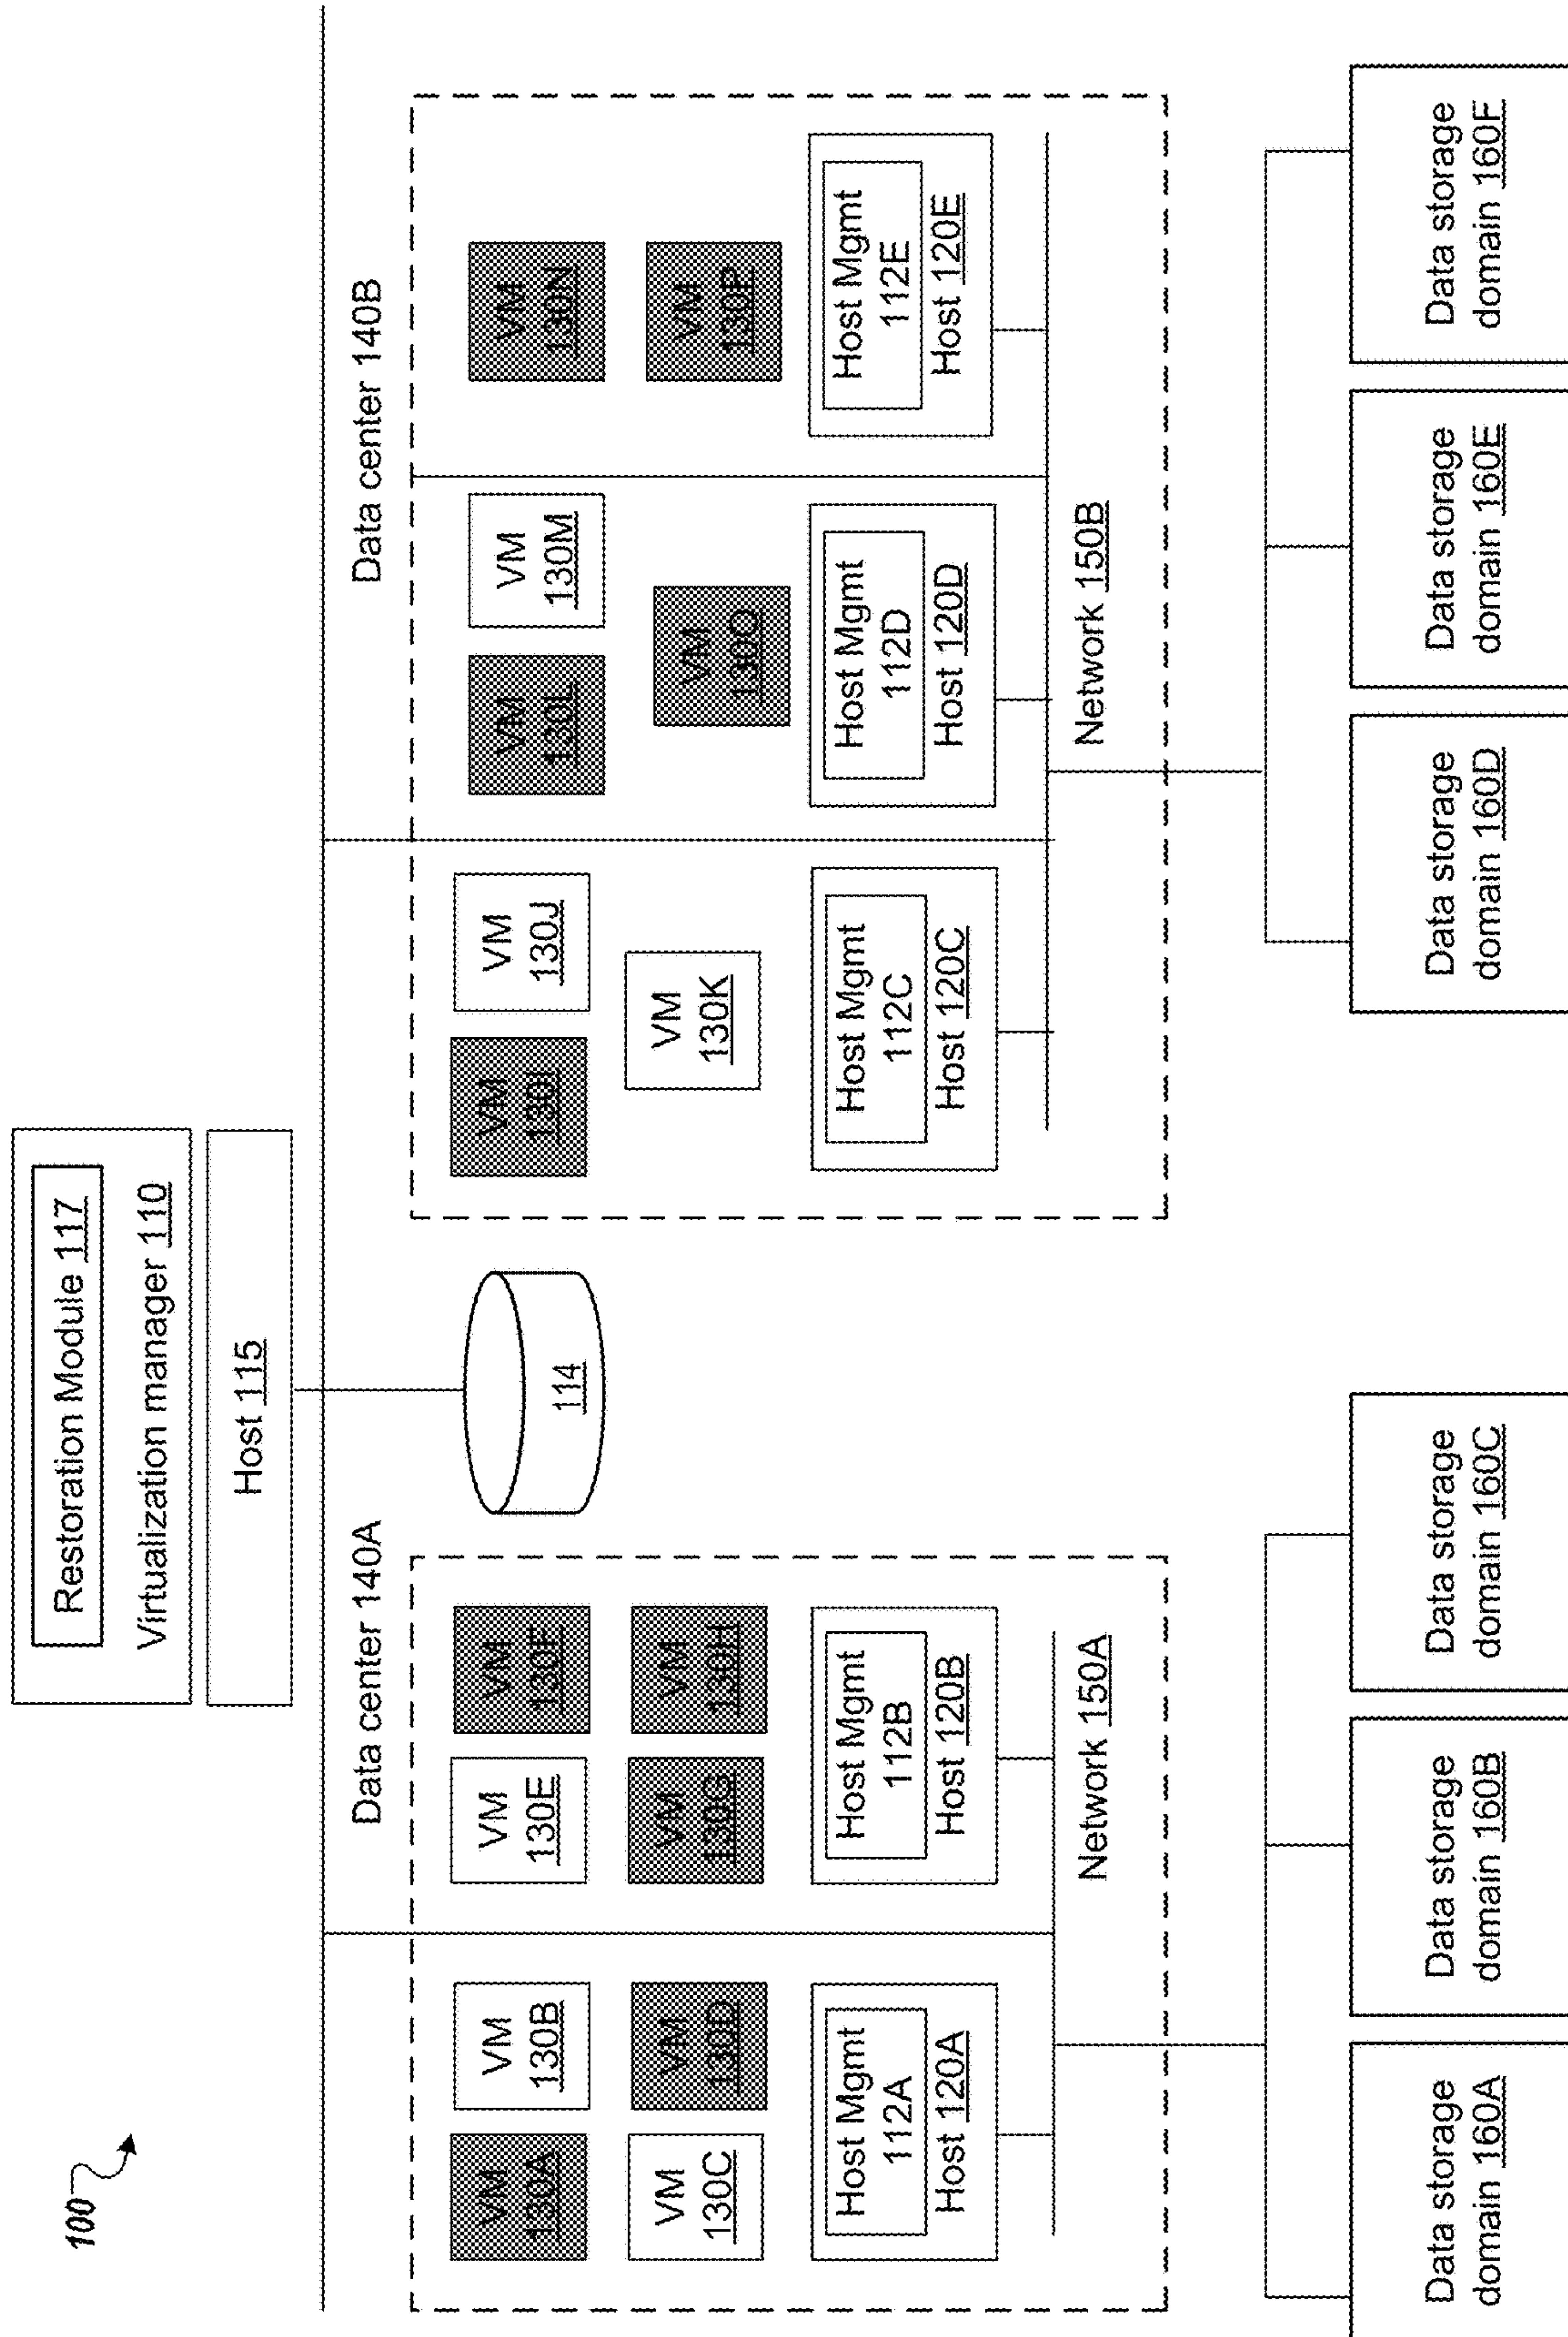 100
Restoration Module 117
Virtualization manager 110
Host 115
Data center 140A
Data center 140B
114
VM
130A
VM
130B
VM
130C
VM
130D
Host Mgmt
112A
Host 120A
VM
130E
VM
130F
VM
130G
VM
130H
Host Mgmt
112B
Host 120B
Network 150A
VM
130I
VM
130J
VM
130K
Host Mgmt
112C
Host 120C
VM
130L
VM
130M
VM
130O
Host Mgmt
112D
Host 120D
VM
130N
VM
130P
Host Mgmt
112E
Host 120E
Network 150B
Data storage
domain 160A
Data storage
domain 160B
Data storage
domain 160C
Data storage
domain 160D
Data storage
domain 160E
Data storage
domain 160F